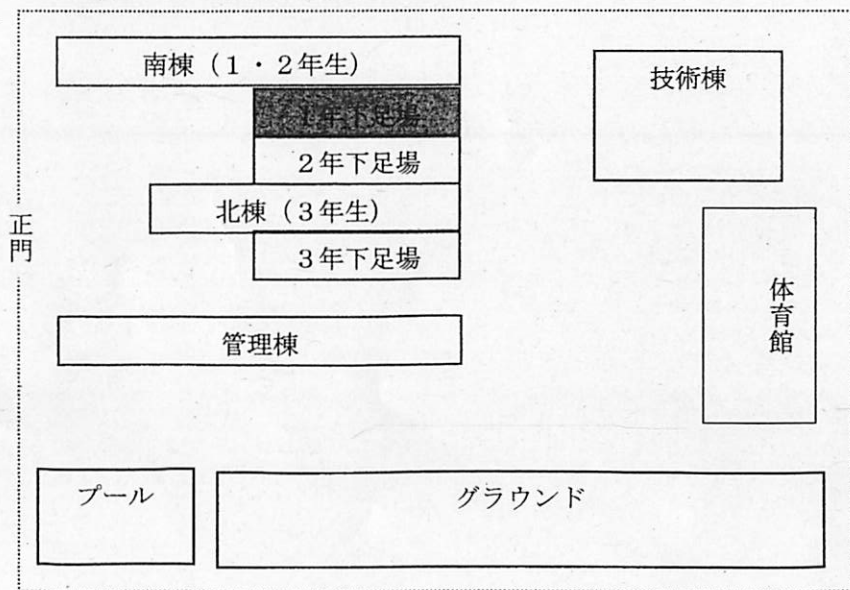 南棟（1・2年生）
技術棟
1年下足場
2年下足場
北棟（3年生）
正門
3年下足場
体育館
管理棟
プール
グラウンド